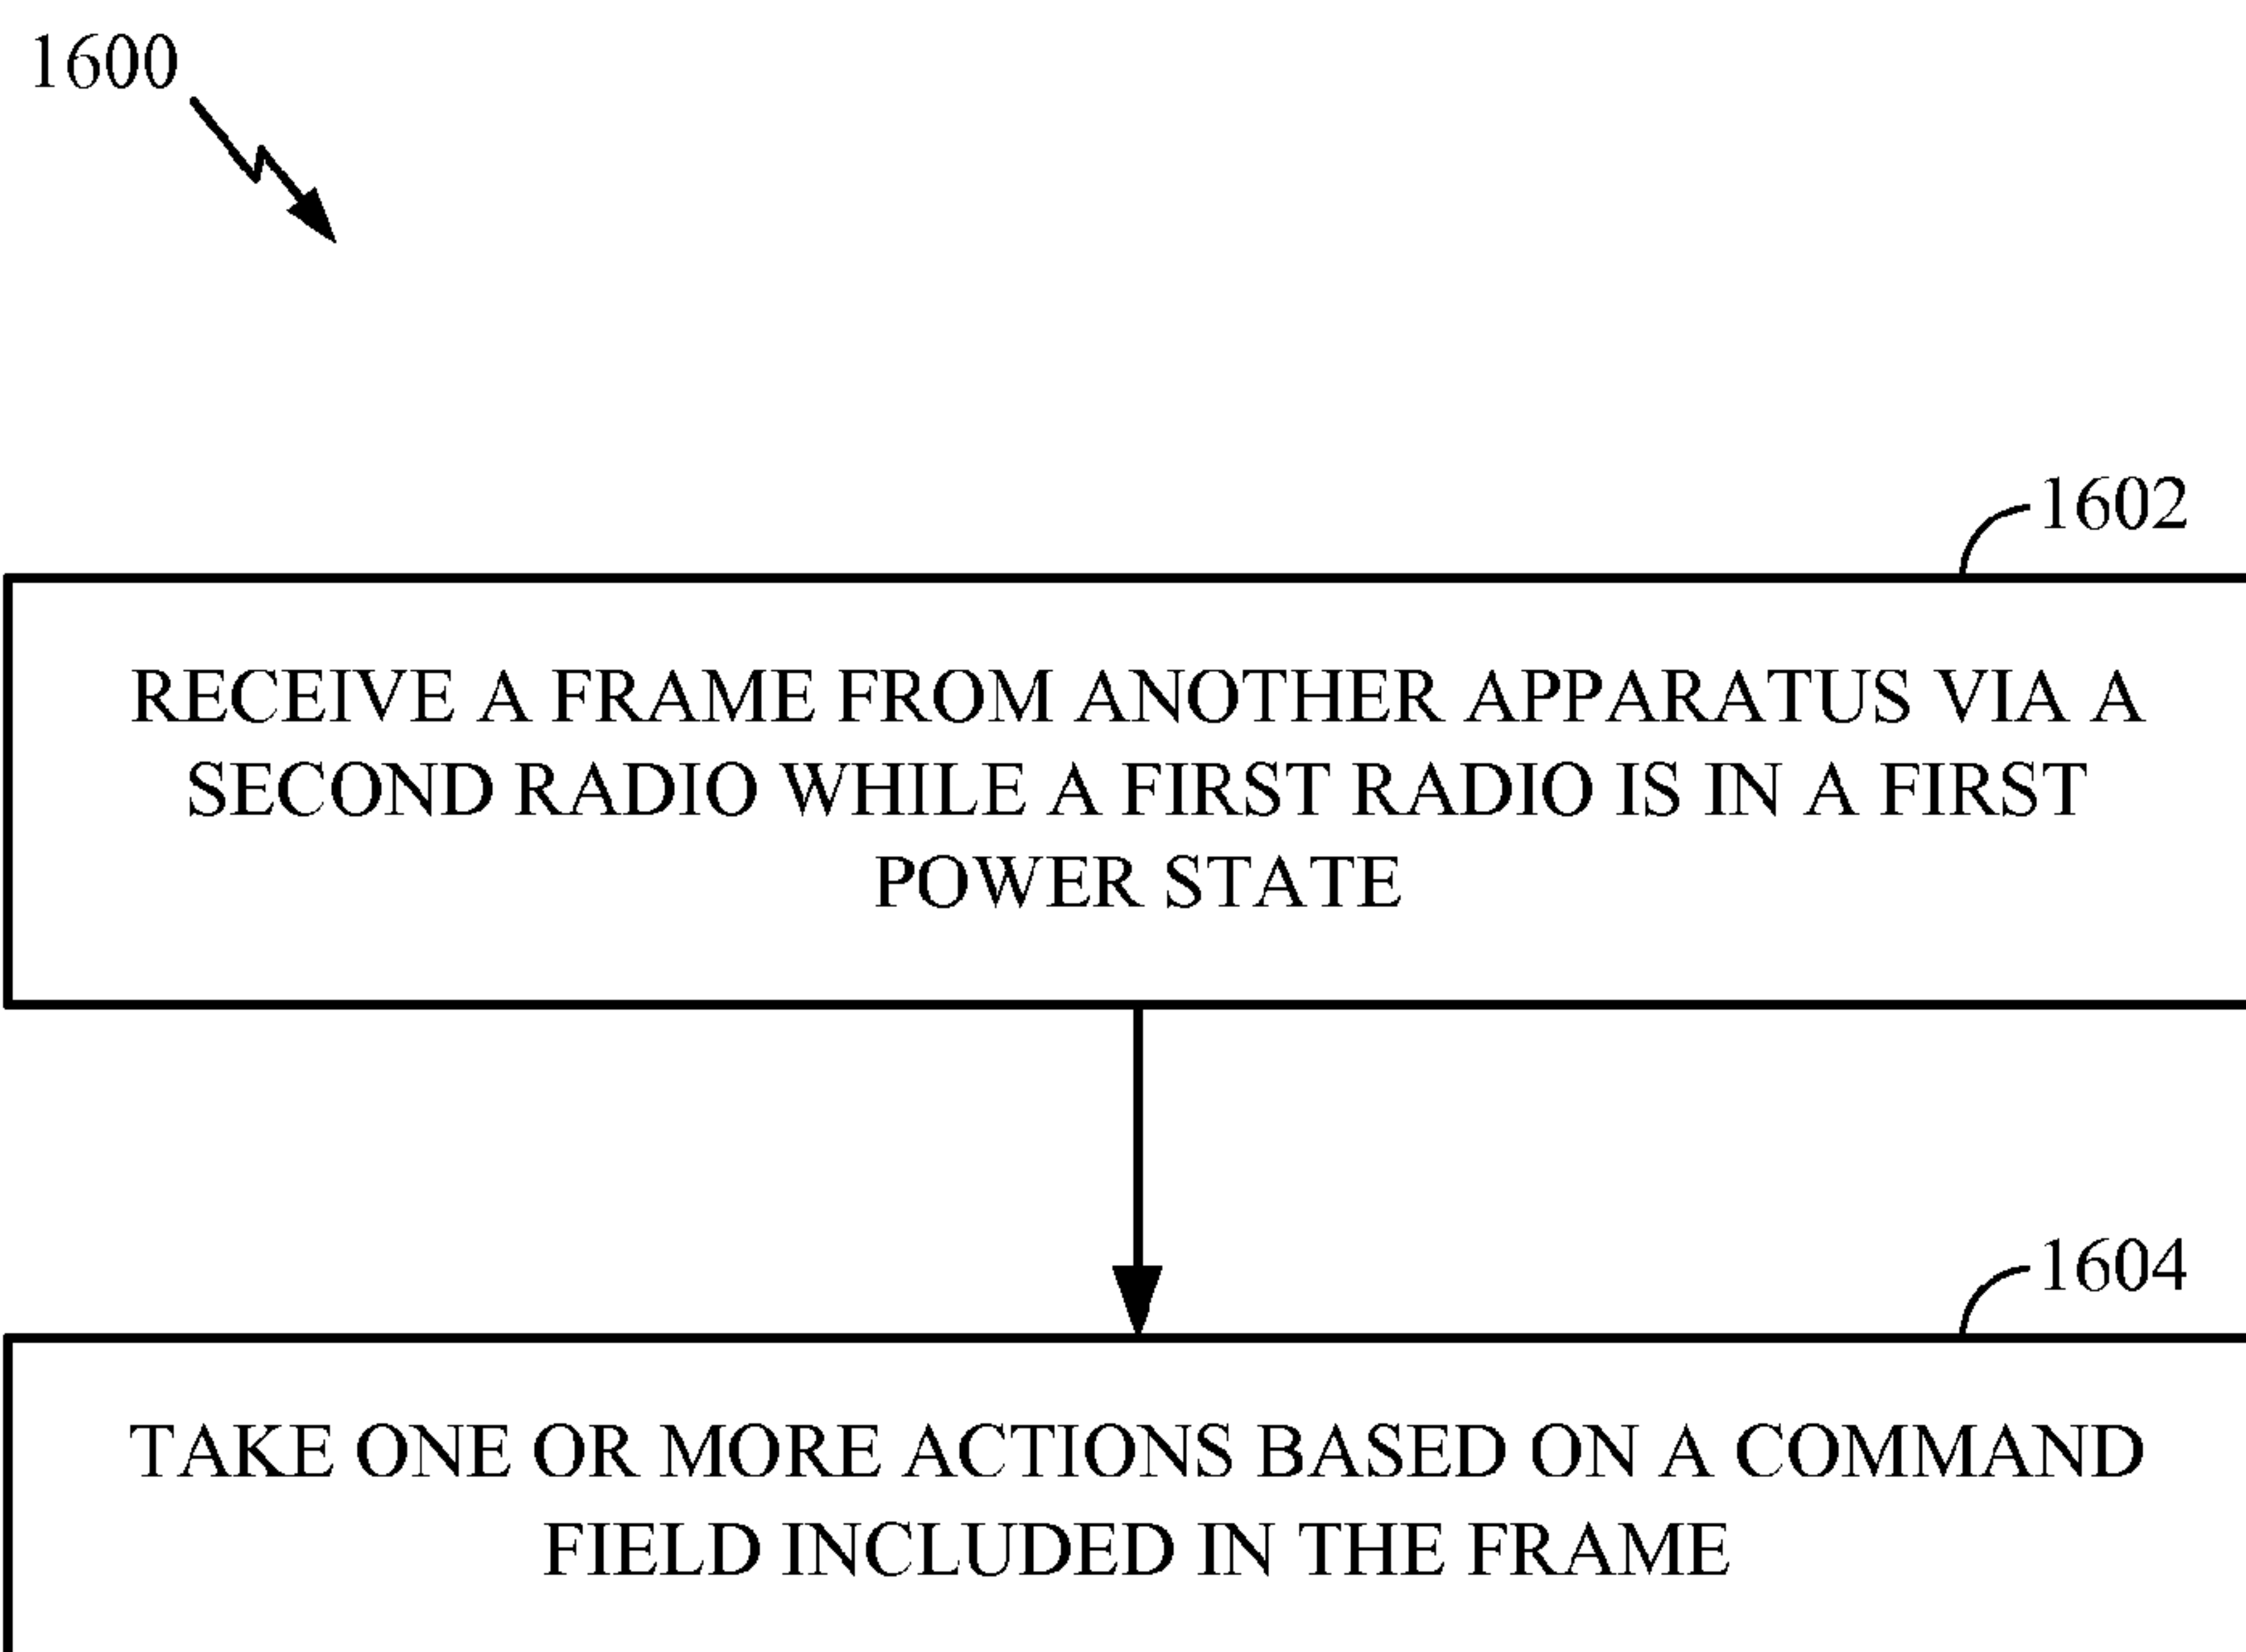 1600
1602
RECEIVE A FRAME FROM ANOTHER APPARATUS VIA A
SECOND RADIO WHILE A FIRST RADIO IS IN A FIRST
POWER STATE
1604
TAKE ONE OR MORE ACTIONS BASED ON A COMMAND
FIELD INCLUDED IN THE FRAME